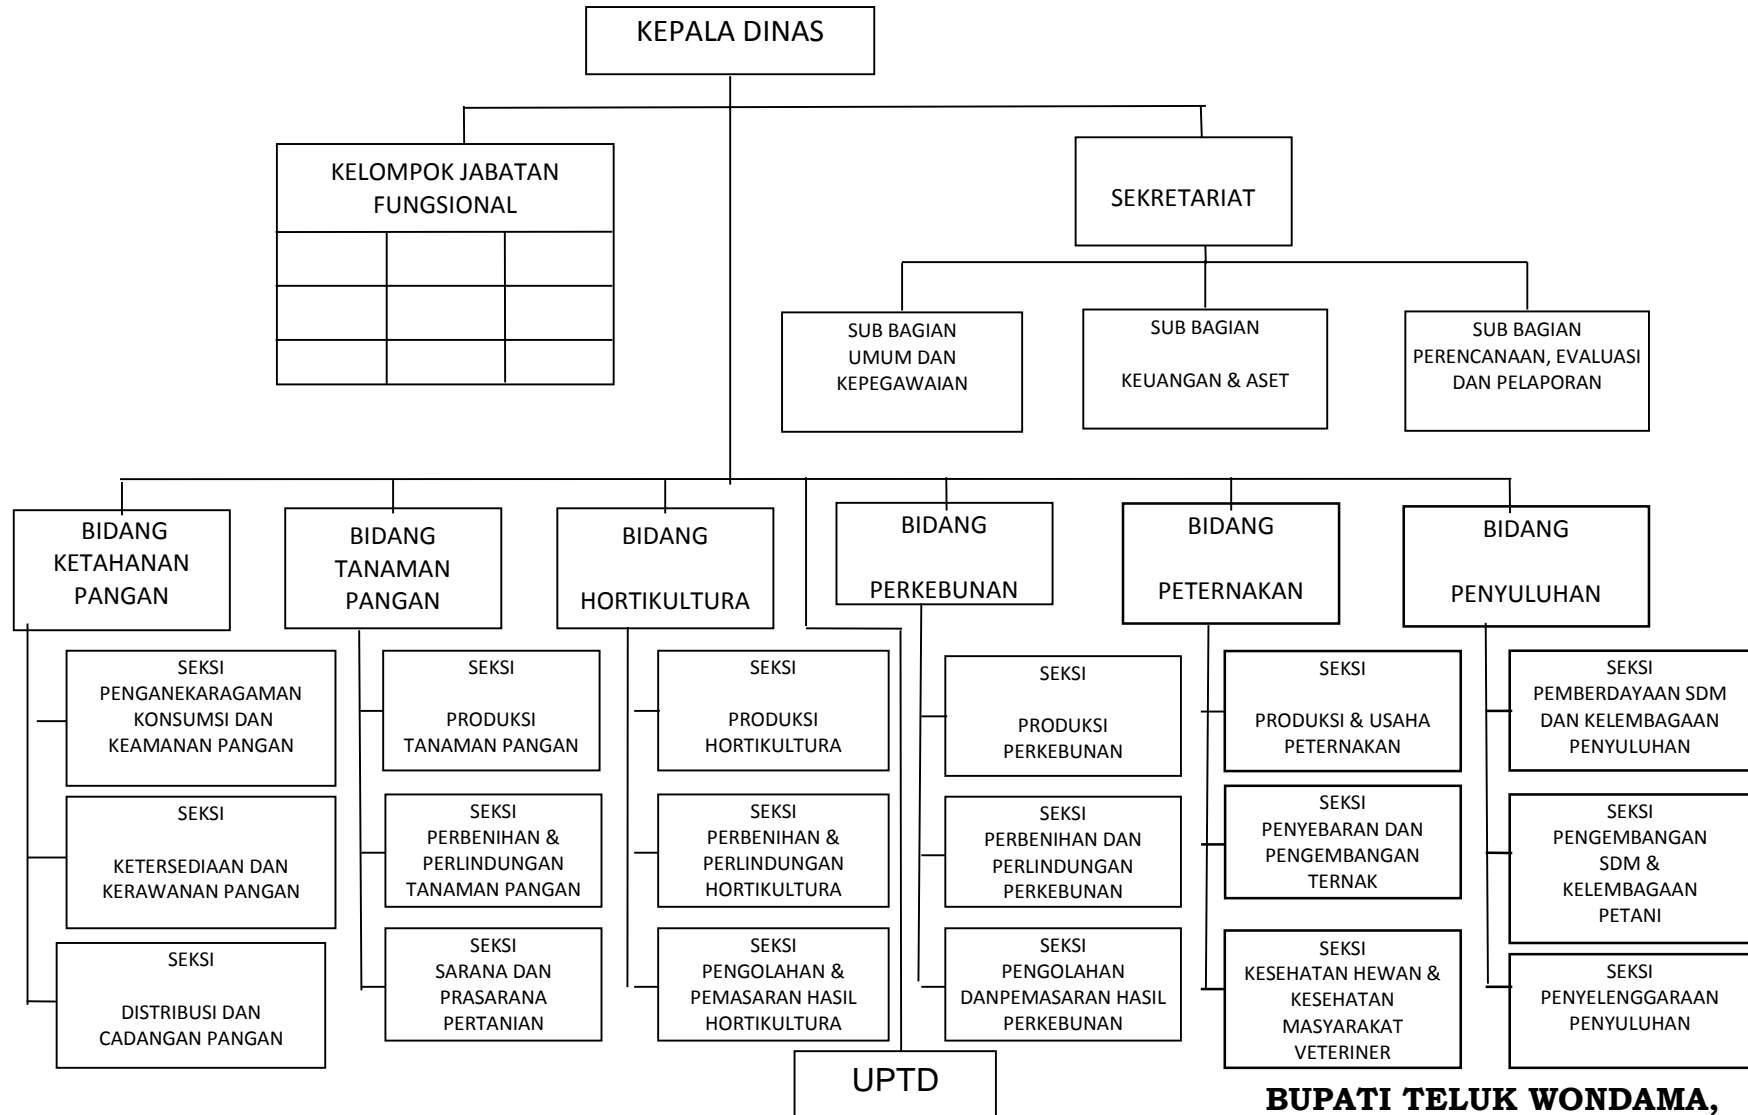 KEPALA DINAS
KELOMPOK JABATAN
FUNGSIONAL
SEKRETARIAT
SUB BAGIAN
UMUM DAN
KEPEGAWAIAN
SUB BAGIAN
KEUANGAN & ASET
SUB BAGIAN
PERENCANAAN, EVALUASI
DAN PELAPORAN
BIDANG
KETAHANAN
PANGAN
BIDANG
TANAMAN
PANGAN
BIDANG
HORTIKULTURA
BIDANG
PERKEBUNAN
BIDANG
PETERNAKAN
BIDANG
PENYULUHAN
SEKSI
PENGANEKARAGAMAN
KONSUMSI DAN
KEAMANAN PANGAN
SEKSI
PRODUKSI
TANAMAN PANGAN
SEKSI
PRODUKSI
HORTIKULTURA
SEKSI
PRODUKSI
PERKEBUNAN
SEKSI
PRODUKSI & USAHA
PETERNAKAN
SEKSI
PEMBERDAYAAN SDM
DAN KELEMBAGAAN
PENYULUHAN
SEKSI
KETERSEDIAAN DAN
KERAWANAN PANGAN
SEKSI
PERBENIHAN &
PERLINDUNGAN
TANAMAN PANGAN
SEKSI
PERBENIHAN &
PERLINDUNGAN
HORTIKULTURA
SEKSI
PERBENIHAN DAN
PERLINDUNGAN
PERKEBUNAN
SEKSI
PENYEBARAN DAN
PENGEMBANGAN
TERNAK
SEKSI
PENGEMBANGAN
SDM &
KELEMBAGAAN
PETANI
SEKSI
DISTRIBUSI DAN
CADANGAN PANGAN
SEKSI
SARANA DAN
PRASARANA
PERTANIAN
SEKSI
PENGOLAHAN &
PEMASARAN HASIL
HORTIKULTURA
SEKSI
PENGOLAHAN
DANPEMASARAN HASIL
PERKEBUNAN
SEKSI
KESEHATAN HEWAN &
KESEHATAN
MASYARAKAT
VETERINER
SEKSI
PENYELENGGARAAN
PENYULUHAN
UPTD
BUPATI TELUK WONDAMA,